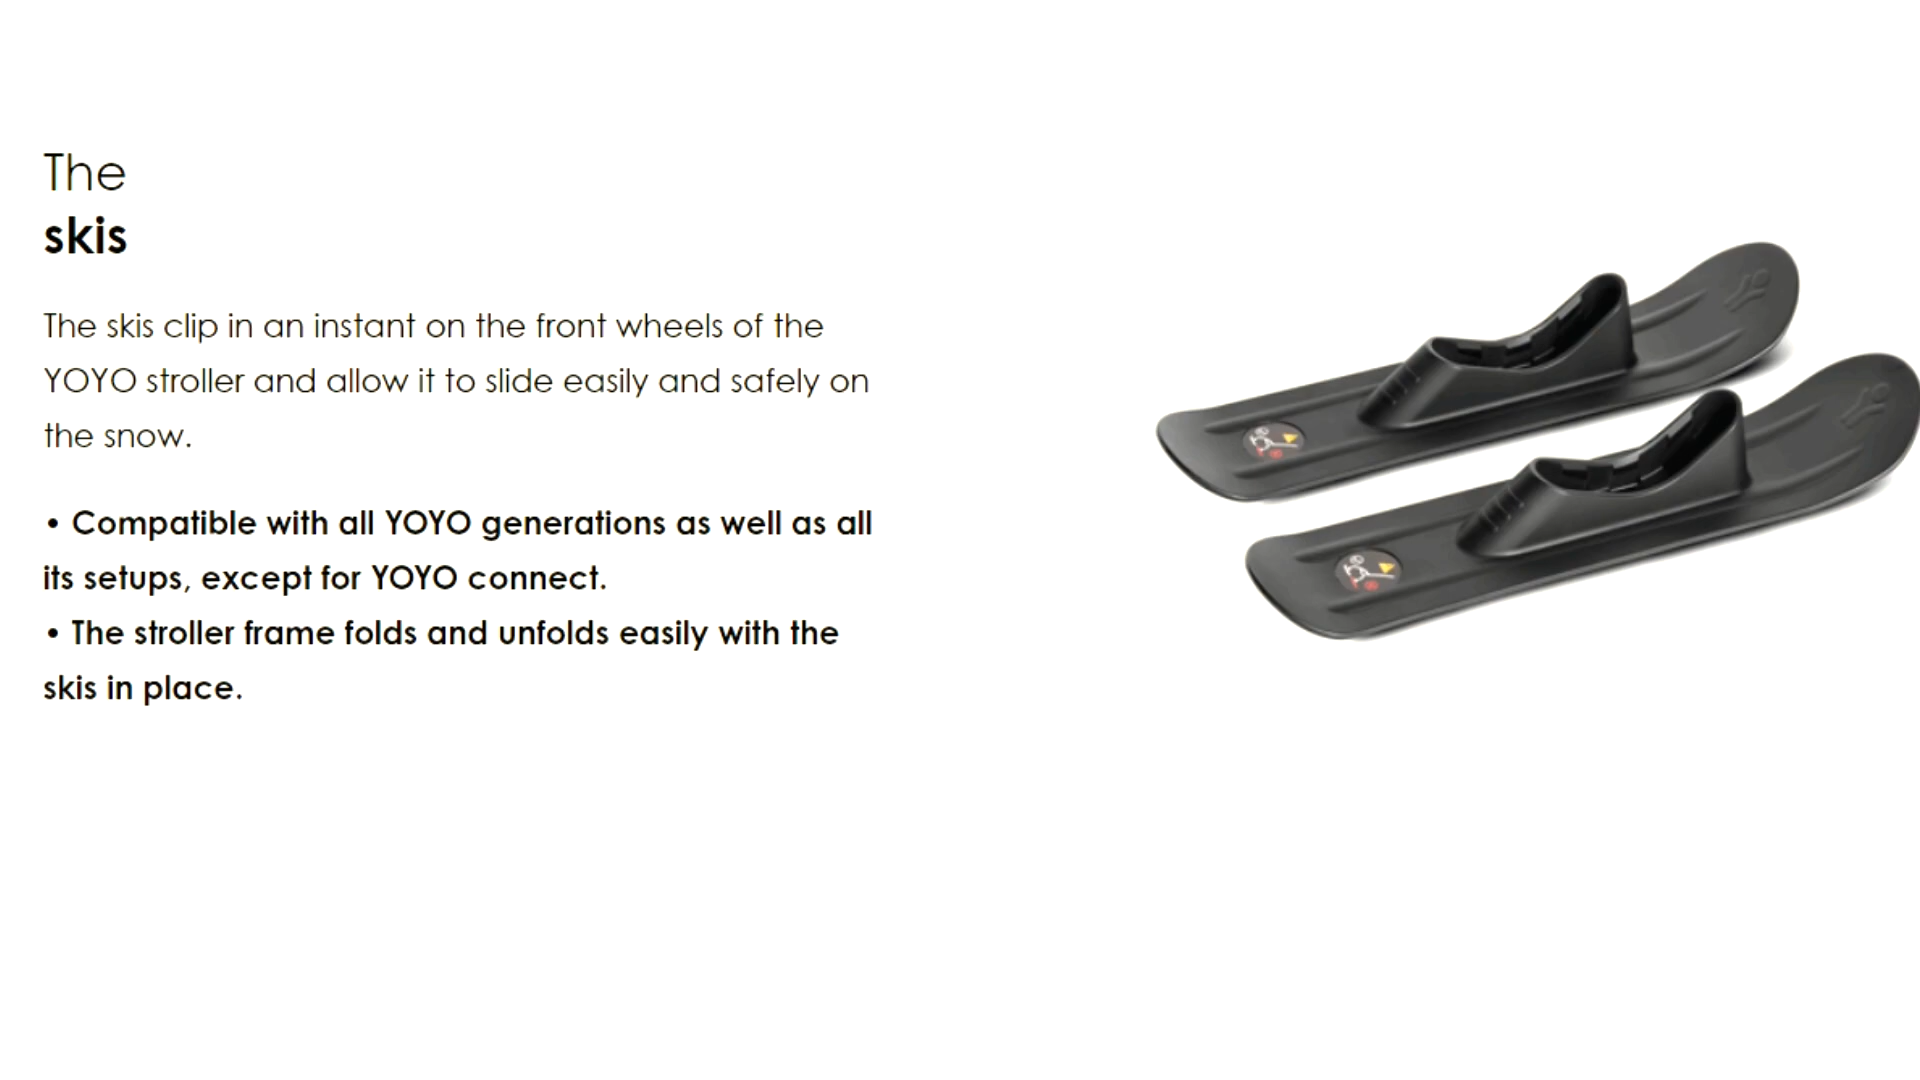 The
skis
The skis clip in an instant on the front wheels of the
YOYO stroller and allow it to slide easily and safely on
the snow.
• Compatible with all YOYO generations as well as all
its setups, except for YOYO connect.
• The stroller frame folds and unfolds easily with the
skis in place.